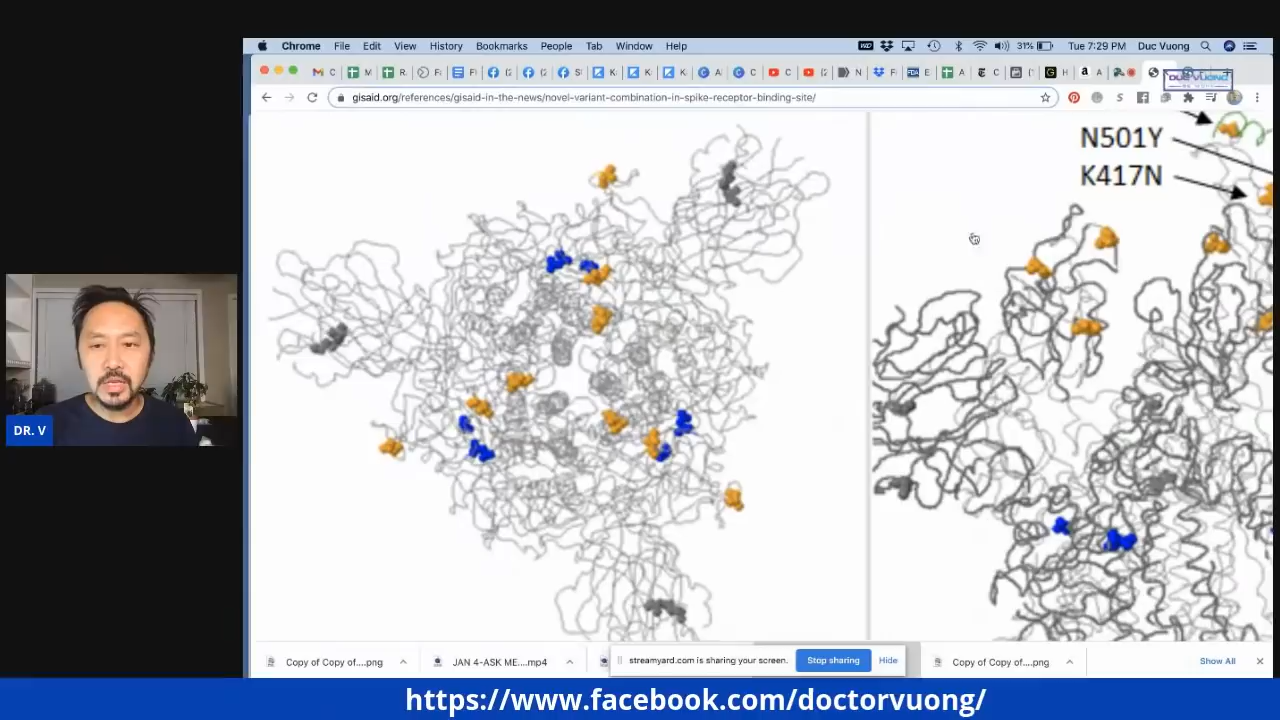 Chrome File Edit View History Bookmarks People Tab Window Help
31% Tue 7:29 PM Duc Vuong
DUC VUONG
gisaid.org/references/gisaid-in-the-news/novel-variant-combination-in-spike-receptor-binding-site/
N501Y
K417N
DR. V
Copy of Copy of....png
JAN 4-ASK ME....mp4
streamyard.com is sharing your screen.
Stop sharing
Hide
Copy of Copy of....png
Show All
https://www.facebook.com/doctorvuong/